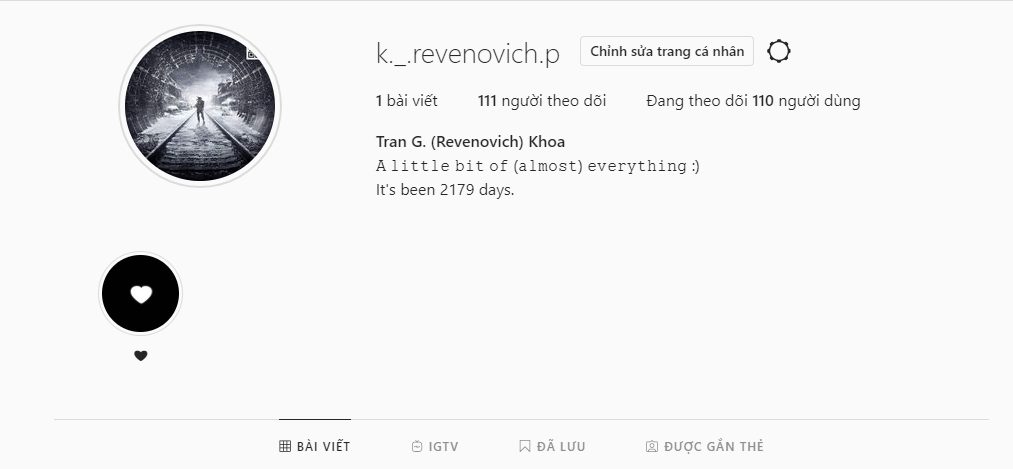 k._.revenovich.p Chỉnh sửa trang cá nhân
1 bài viết 111 người theo dõi Đang theo dõi 110 người dùng
Tran G. (Revenovich) Khoa
𝙰 𝚕𝚒𝚝𝚝𝚕𝚎 𝚋𝚒𝚝 𝚘𝚏 (𝚊𝚕𝚖𝚘𝚜𝚝) 𝚎𝚟𝚎𝚛𝚢𝚝𝚑𝚒𝚗𝚐 :)
It's been 2179 days.
BÀI VIẾT IGTV ĐÃ LƯU ĐƯỢC GẮN THẺ